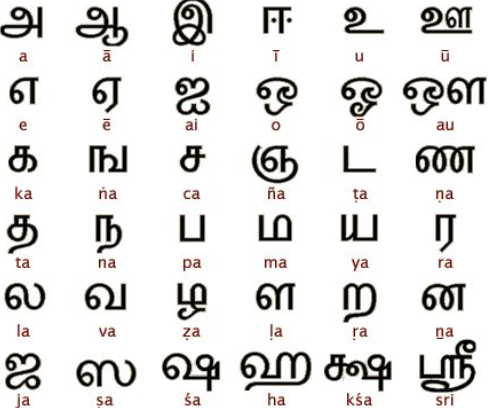 அ ஆ இ ஈ உ ஊ
a ā i ī u ū
எ ஏ ஐ ஒ ஓ ஔ
e ē ai o ō au
க ங ச ஞ ட ண
ka ṅa ca ña ṭa ṇa
த ந ப ம ய ர
ta na pa ma ya ra
ல வ ழ ள ற ன
la va ẓa ḷa ṛa ṉa
ஜ ஸ ஷ ஹ க்ஷ ஸ்ரீ
ja ṣa śa ha kśa sri